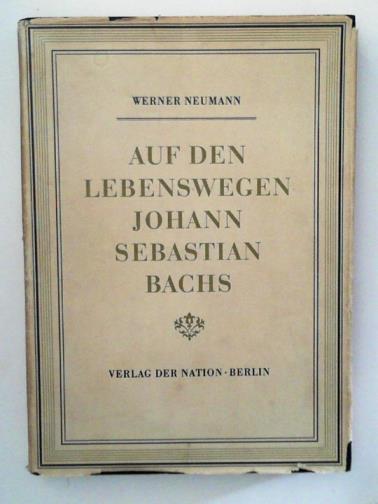 WERNER NEUMANN
AUF DEN
LEBENSWEGEN
JOHANN
SEBASTIAN
BACHS
VERLAG DER NATION · BERLIN